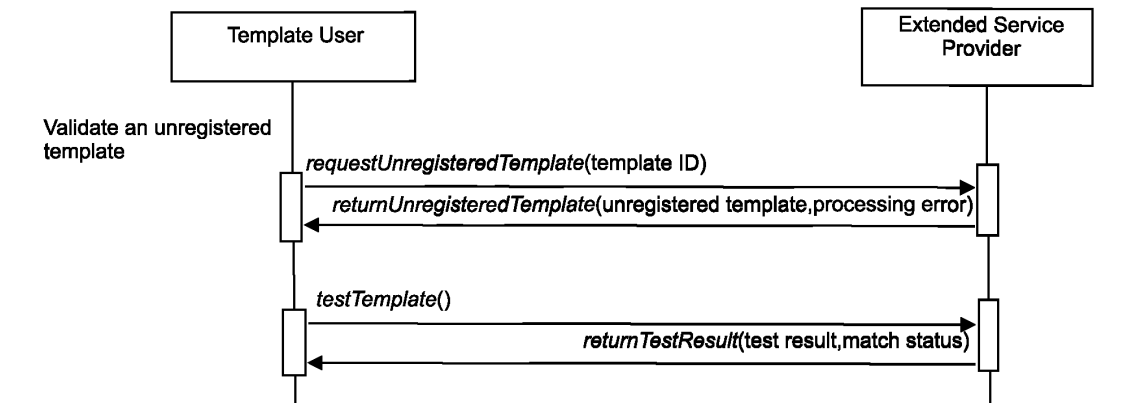 Template User
Extended Service
Provider
Validate an unregistered
template
requestUnregisteredTemplate(template ID)
returnUnregisteredTemplate(unregistered template,processing error)
testTemplate()
returnTestResult(test result,match status)